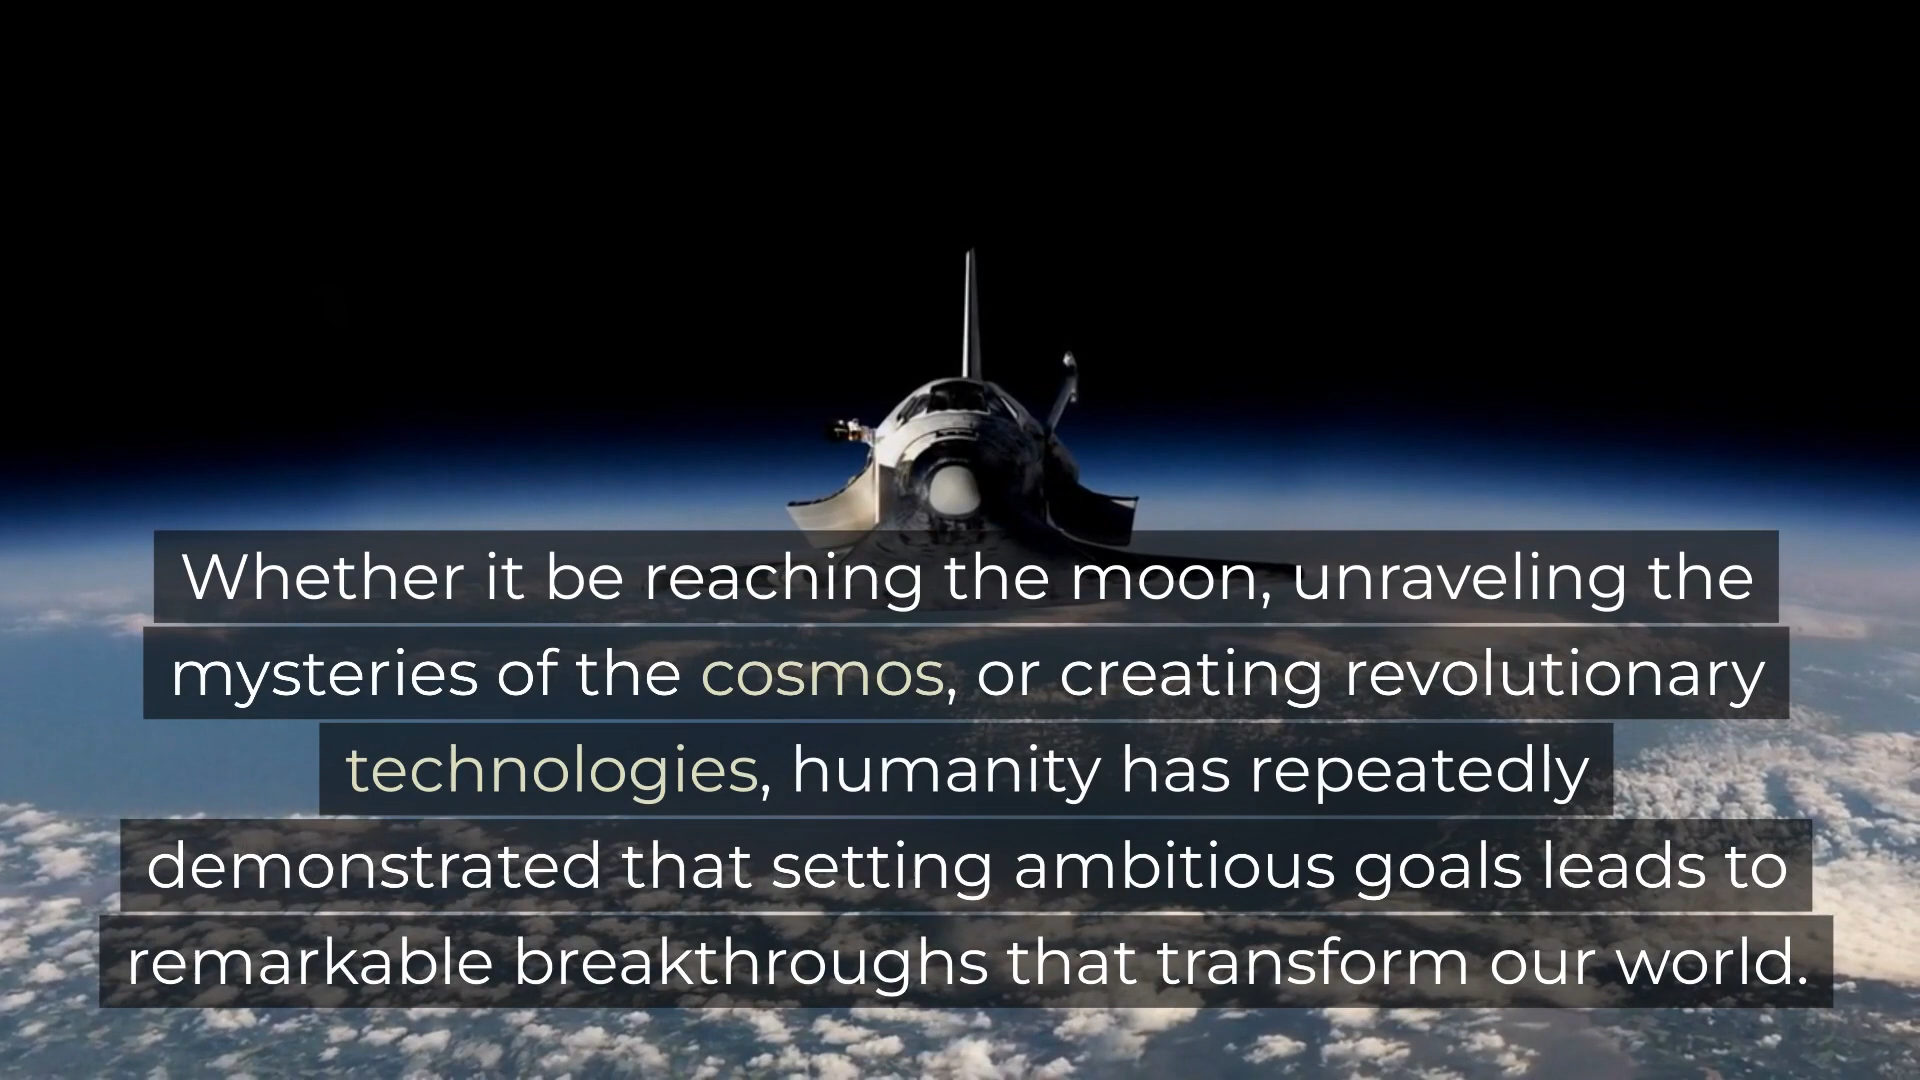 Whether it be reaching the moon, unraveling the
mysteries of the cosmos, or creating revolutionary
technologies, humanity has repeatedly
demonstrated that setting ambitious goals leads to
remarkable breakthroughs that transform our world.